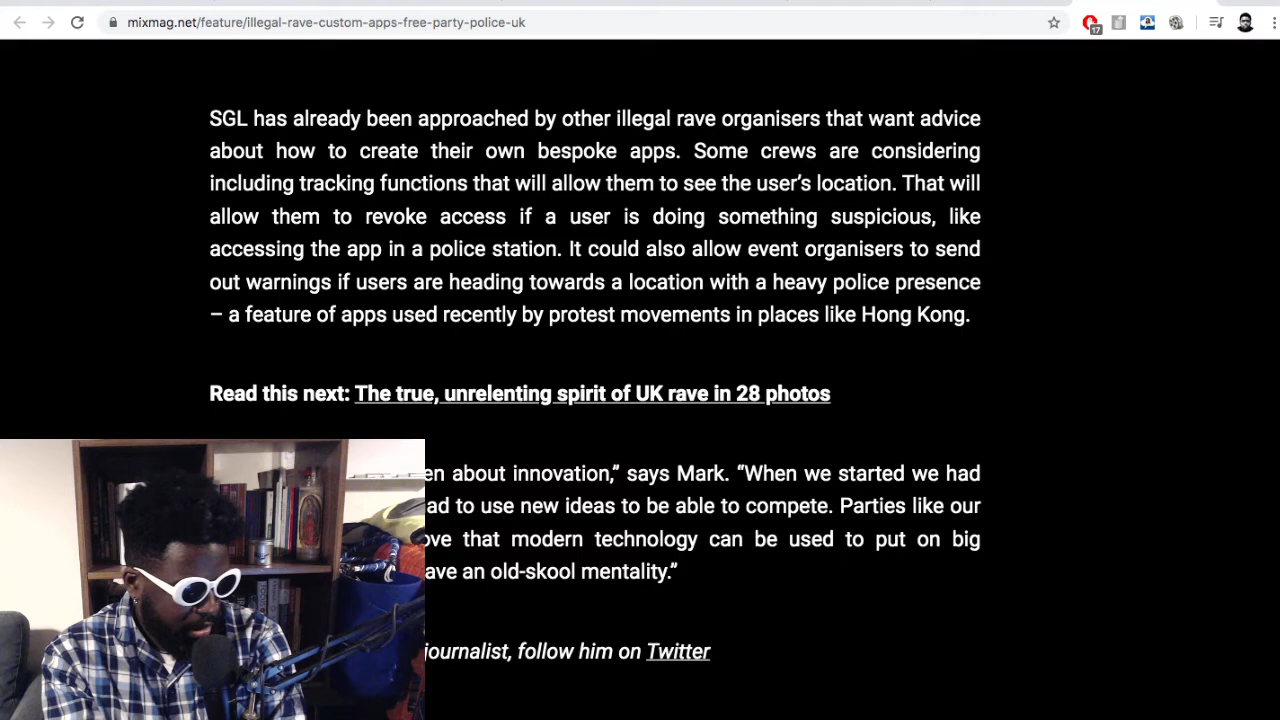 mixmag.net/feature/illegal-rave-custom-apps-free-party-police-uk
17
SGL has already been approached by other illegal rave organisers that want advice
about how to create their own bespoke apps. Some crews are considering
including tracking functions that will allow them to see the user’s location. That will
allow them to revoke access if a user is doing something suspicious, like
accessing the app in a police station. It could also allow event organisers to send
out warnings if users are heading towards a location with a heavy police presence
– a feature of apps used recently by protest movements in places like Hong Kong.
Read this next: The true, unrelenting spirit of UK rave in 28 photos
about innovation,” says Mark. “When we started we had
to use new ideas to be able to compete. Parties like our
that modern technology can be used to put on big
an old-skool mentality.”
journalist, follow him on Twitter